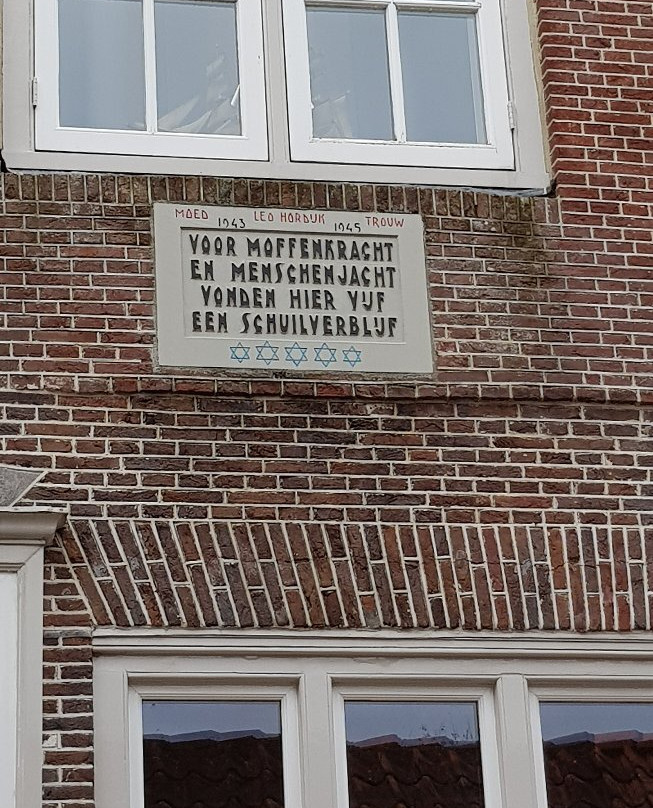 MOED LEO HORDIJK TROUW
1943 1945
VOOR MOFFENKRACHT
EN MENSCHENJACHT
VONDEN HIER VIJF
EEN SCHUILVERBLIJF